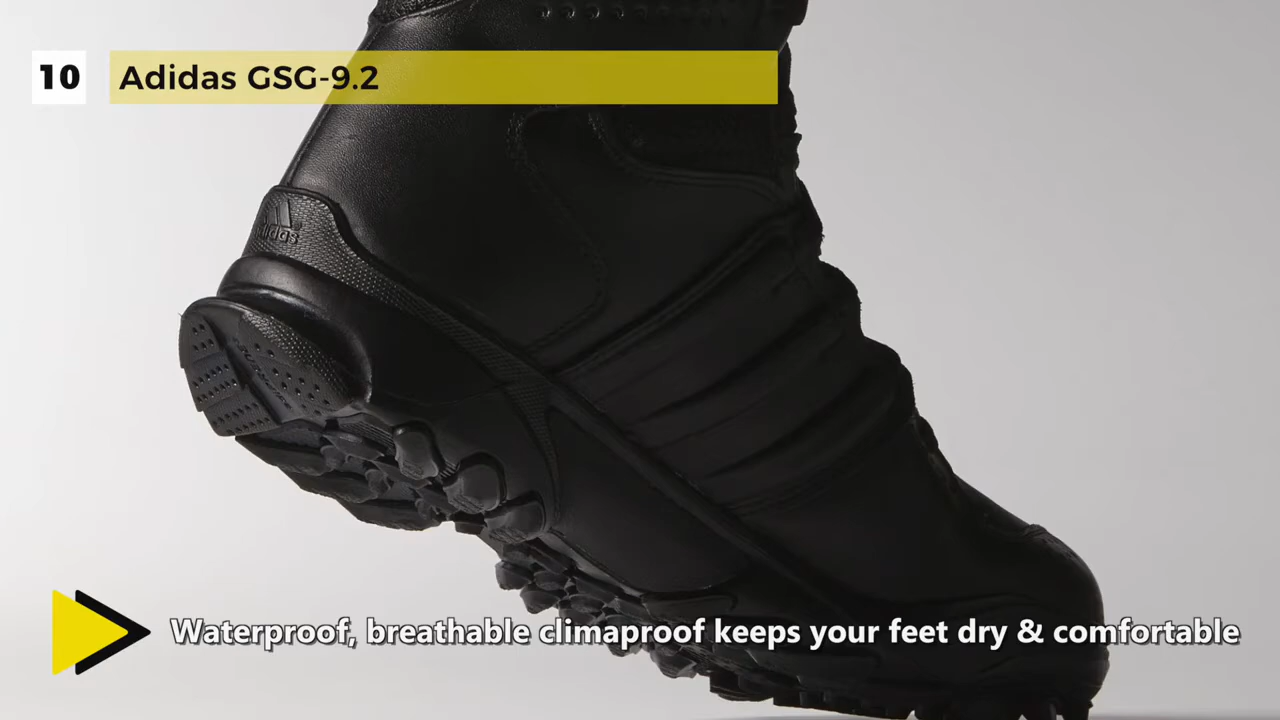 10
Adidas GSG-9.2
adidas
Waterproof, breathable climaproof keeps your feet dry & comfortable